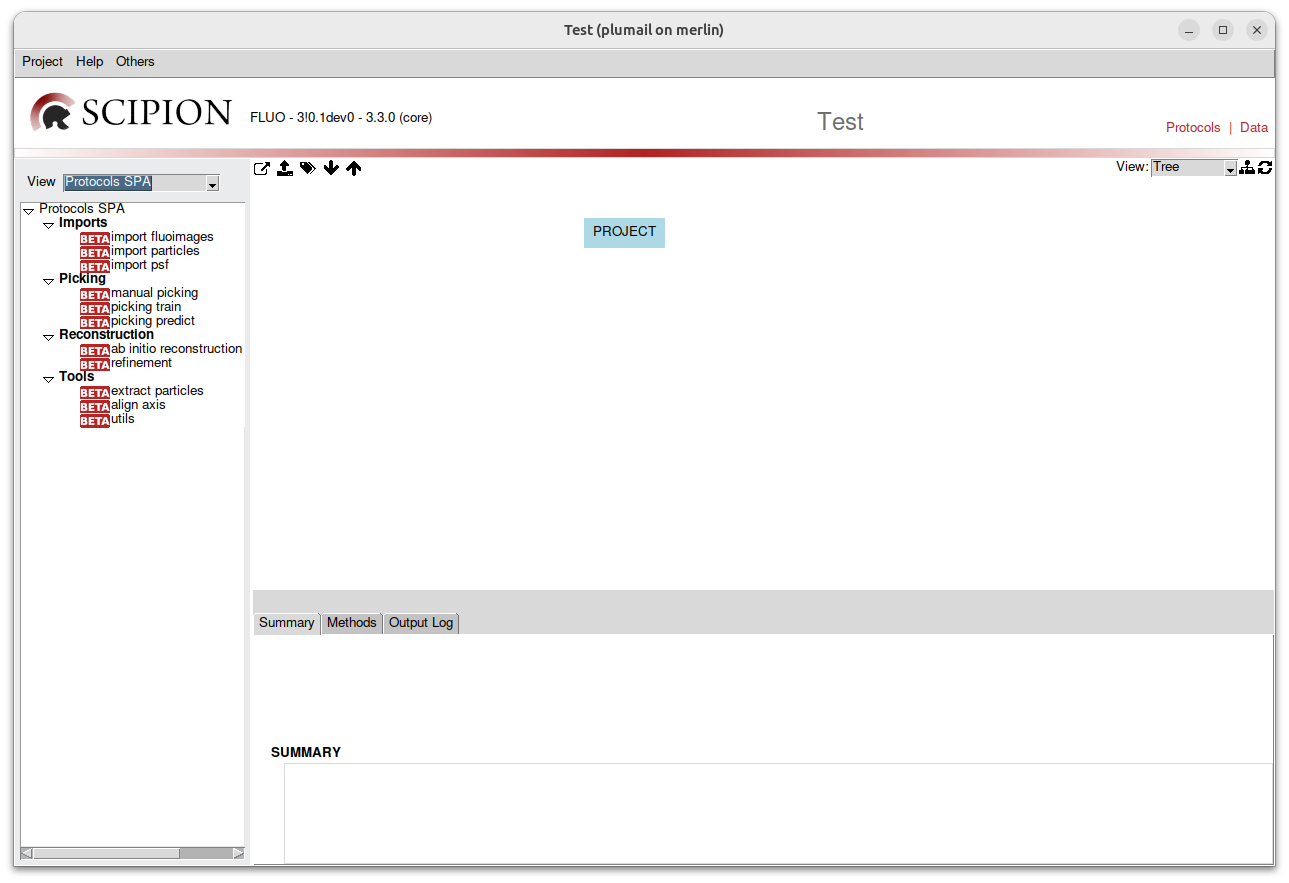 Test (plumail on merlin)
Project Help Others
SCIPION FLUO - 3!0.1dev0 - 3.3.0 (core)
Test
Protocols | Data
View Protocols SPA
View: Tree
Protocols SPA
Imports
BETA import fluoimages
BETA import particles
BETA import psf
Picking
BETA manual picking
BETA picking train
BETA picking predict
Reconstruction
BETA ab initio reconstruction
BETA refinement
Tools
BETA extract particles
BETA align axis
BETA utils
PROJECT
Summary Methods Output Log
SUMMARY